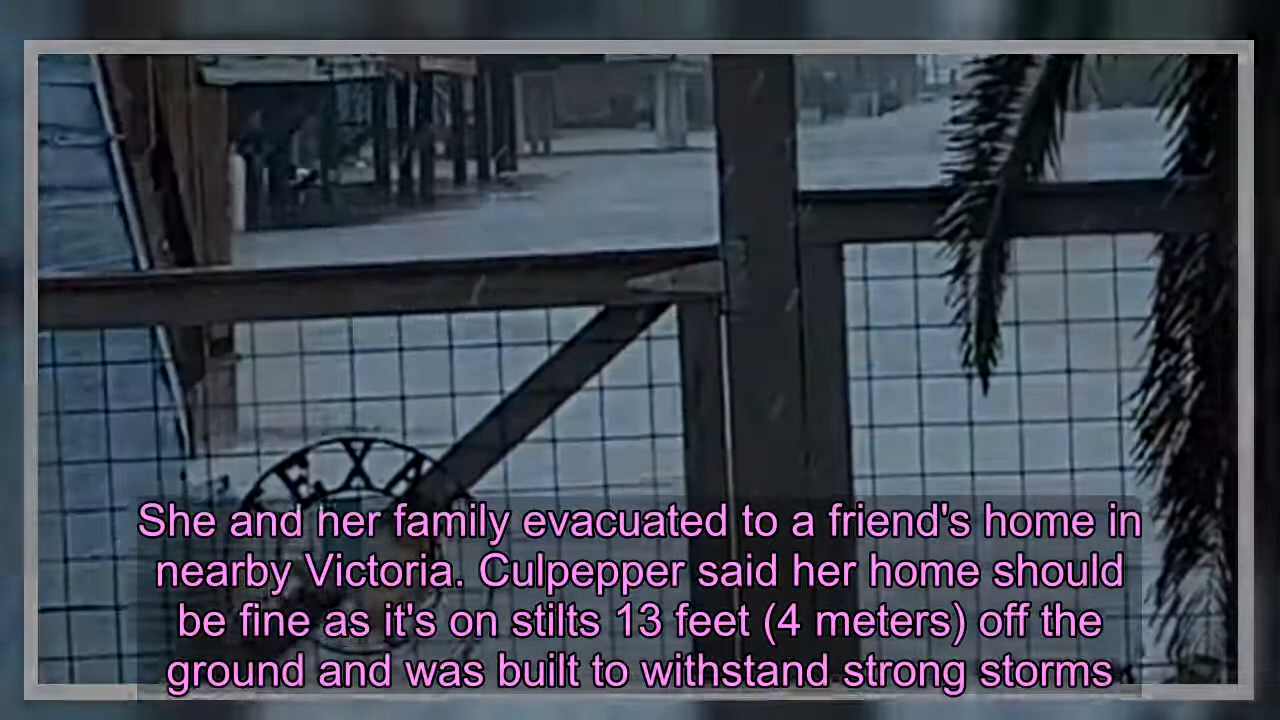 TEXA
She and her family evacuated to a friend's home in
nearby Victoria. Culpepper said her home should
be fine as it's on stilts 13 feet (4 meters) off the
ground and was built to withstand strong storms